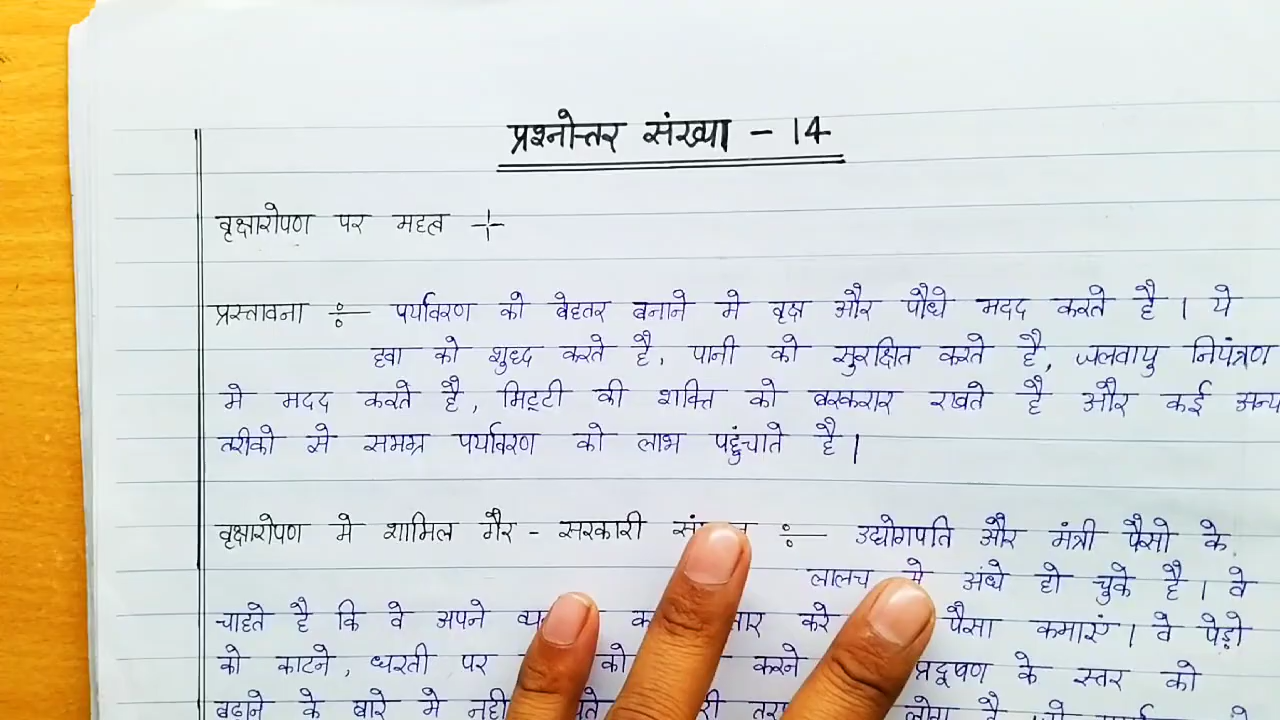 प्रश्नोत्तर संख्या - 14
वृक्षारोपण पर महत्व ÷
प्रस्तावना ÷ पर्यावरण को बेहतर बनाने मे वृक्ष और पौधे मदद करते है । ये
हवा को शुध्द करते है, पानी को सुरक्षित करते है, जलवायु नियंत्रण
मे मदद करते है, मिट्टी की शक्ति को बरकरार रखते है और कई अन्य
तरीको से समग्र पर्यावरण को लाभ पहुंचाते है ।
वृक्षारोपण मे शामिल गैर - सरकारी ÷ उद्योगपति और मंत्री पैसो के
लालच मे अंधे हो चुके है । वे
चाहते है कि वे अपने करे पैसा कमाएं । वे पेड़ो
को काटने, धरती पर को करने प्रदूषण के स्तर को
बढ़ाने के बारे मे नही